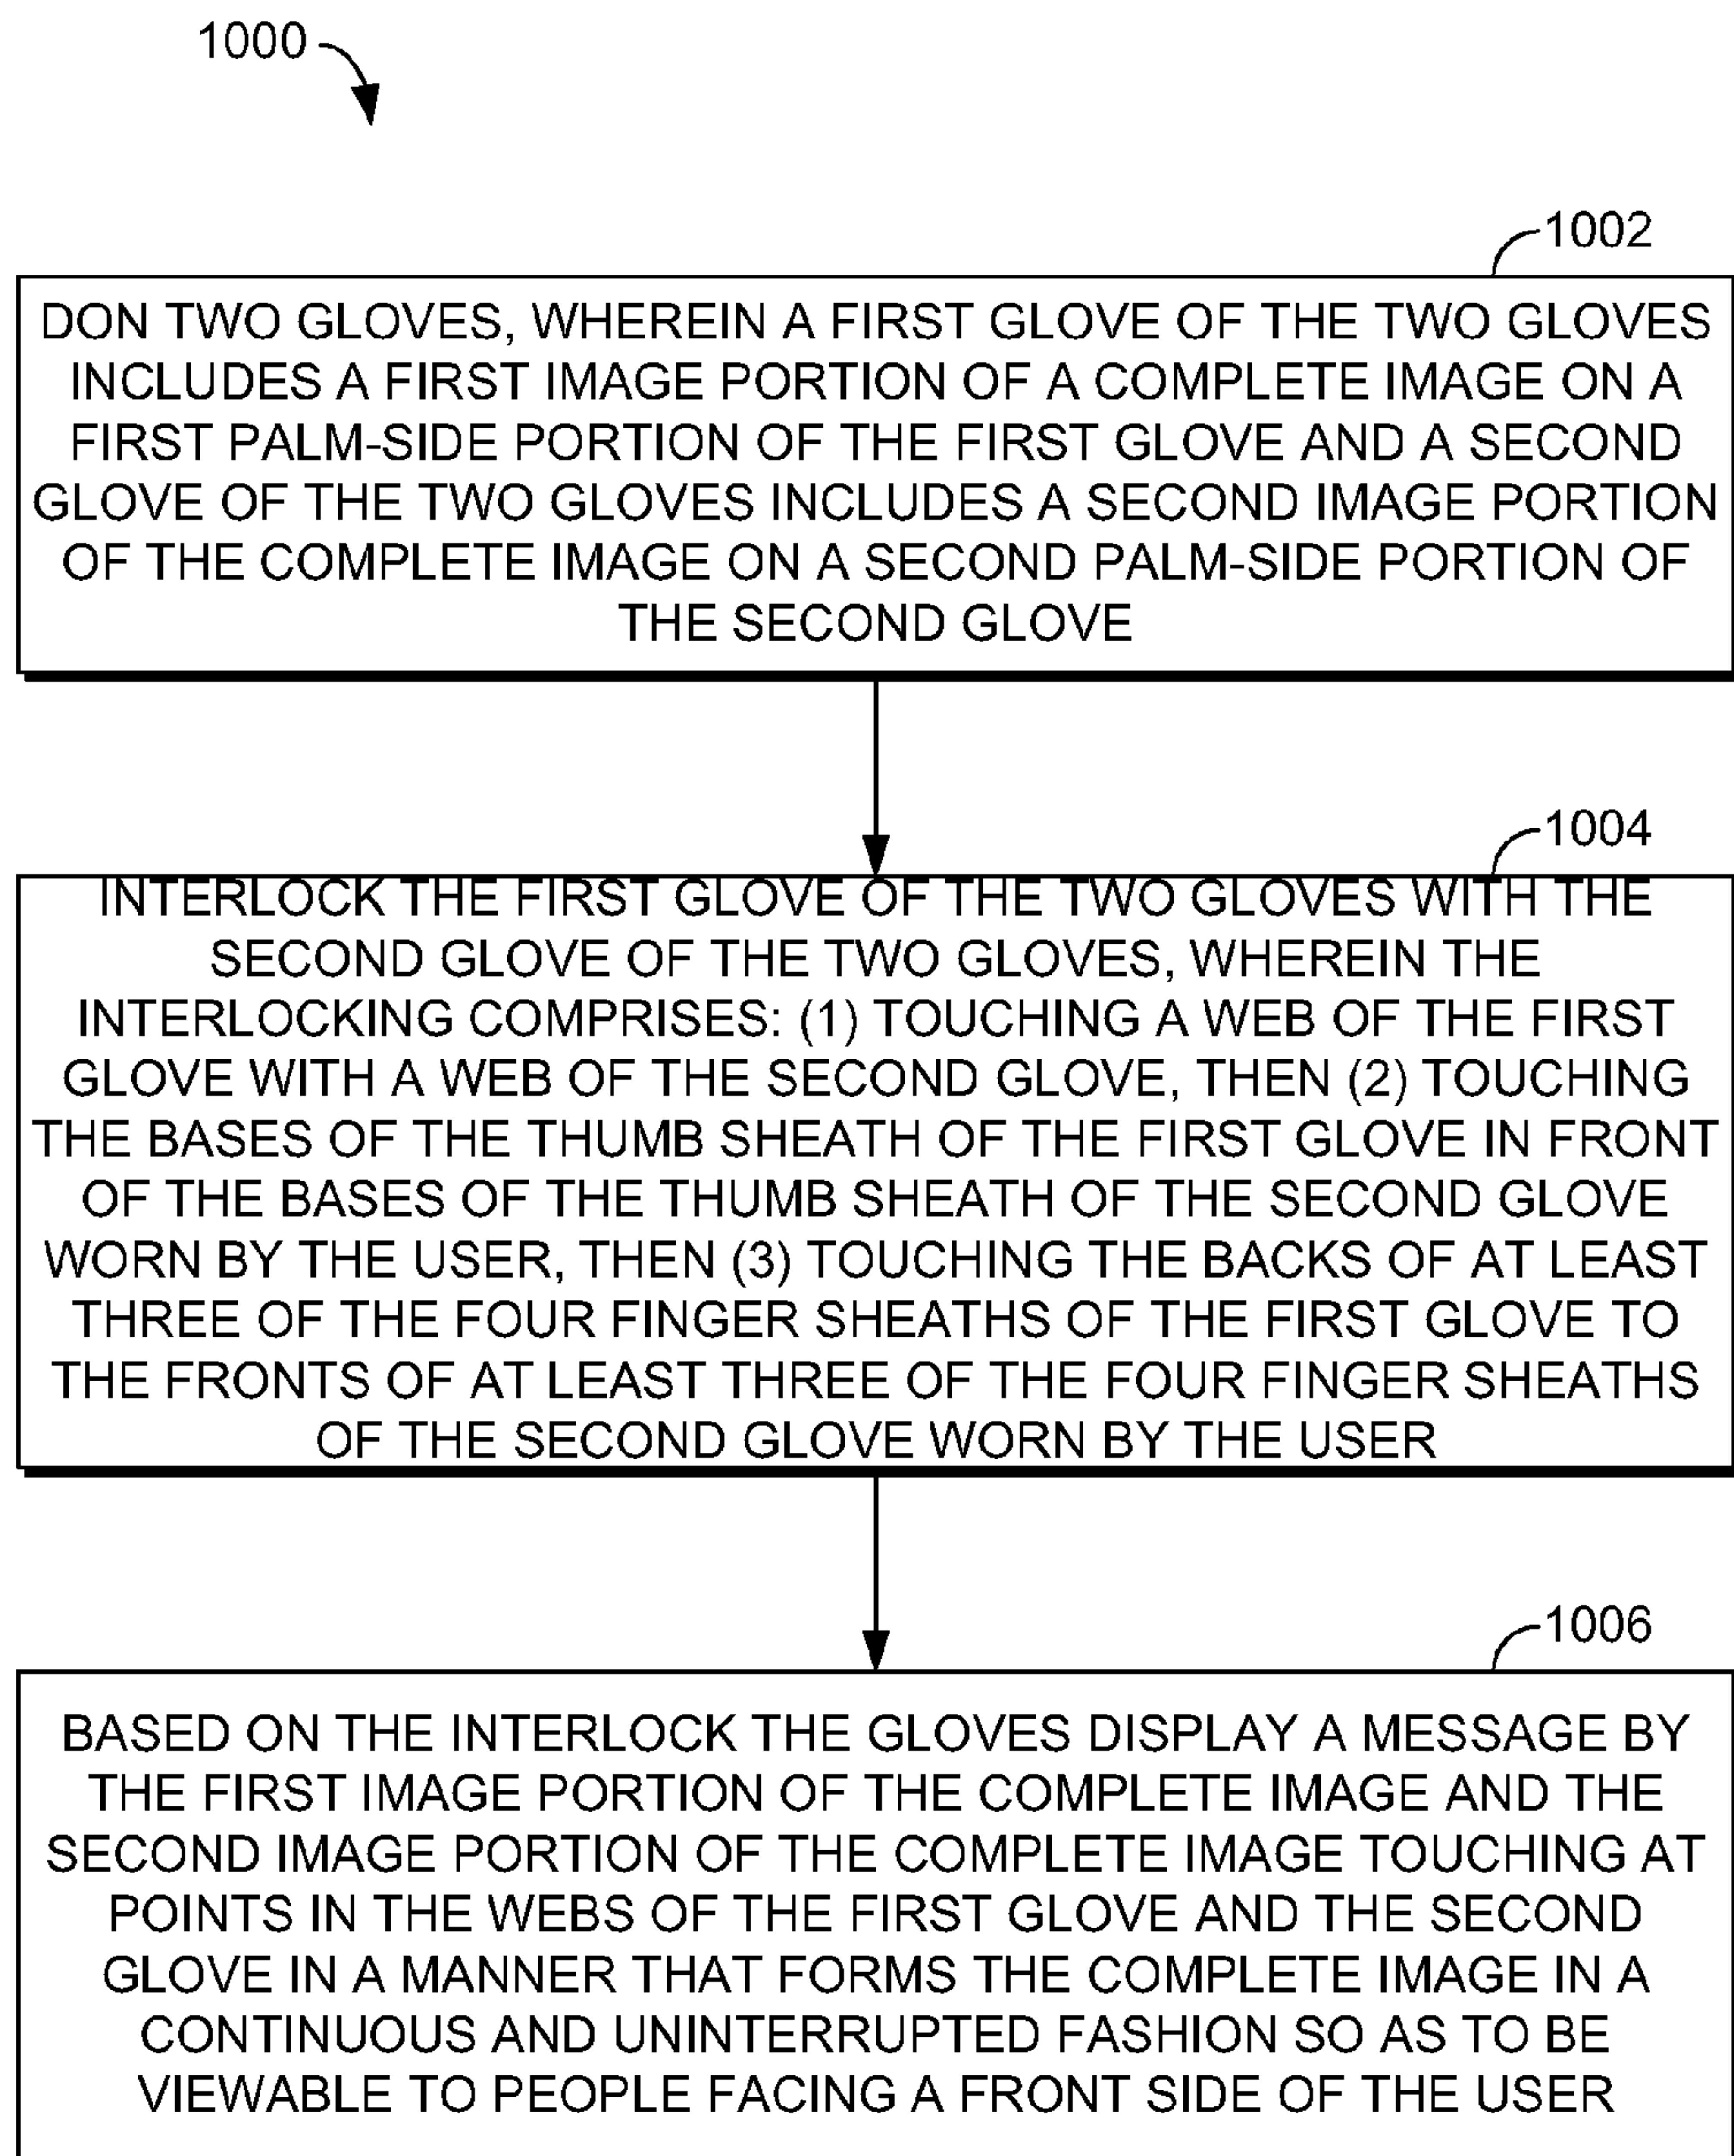 1000
1002
DON TWO GLOVES, WHEREIN A FIRST GLOVE OF THE TWO GLOVES
INCLUDES A FIRST IMAGE PORTION OF A COMPLETE IMAGE ON A
FIRST PALM-SIDE PORTION OF THE FIRST GLOVE AND A SECOND
GLOVE OF THE TWO GLOVES INCLUDES A SECOND IMAGE PORTION
OF THE COMPLETE IMAGE ON A SECOND PALM-SIDE PORTION OF
THE SECOND GLOVE
1004
INTERLOCK THE FIRST GLOVE OF THE TWO GLOVES WITH THE
SECOND GLOVE OF THE TWO GLOVES, WHEREIN THE
INTERLOCKING COMPRISES: (1) TOUCHING A WEB OF THE FIRST
GLOVE WITH A WEB OF THE SECOND GLOVE, THEN (2) TOUCHING
THE BASES OF THE THUMB SHEATH OF THE FIRST GLOVE IN FRONT
OF THE BASES OF THE THUMB SHEATH OF THE SECOND GLOVE
WORN BY THE USER, THEN (3) TOUCHING THE BACKS OF AT LEAST
THREE OF THE FOUR FINGER SHEATHS OF THE FIRST GLOVE TO
THE FRONTS OF AT LEAST THREE OF THE FOUR FINGER SHEATHS
OF THE SECOND GLOVE WORN BY THE USER
1006
BASED ON THE INTERLOCK THE GLOVES DISPLAY A MESSAGE BY
THE FIRST IMAGE PORTION OF THE COMPLETE IMAGE AND THE
SECOND IMAGE PORTION OF THE COMPLETE IMAGE TOUCHING AT
POINTS IN THE WEBS OF THE FIRST GLOVE AND THE SECOND
GLOVE IN A MANNER THAT FORMS THE COMPLETE IMAGE IN A
CONTINUOUS AND UNINTERRUPTED FASHION SO AS TO BE
VIEWABLE TO PEOPLE FACING A FRONT SIDE OF THE USER